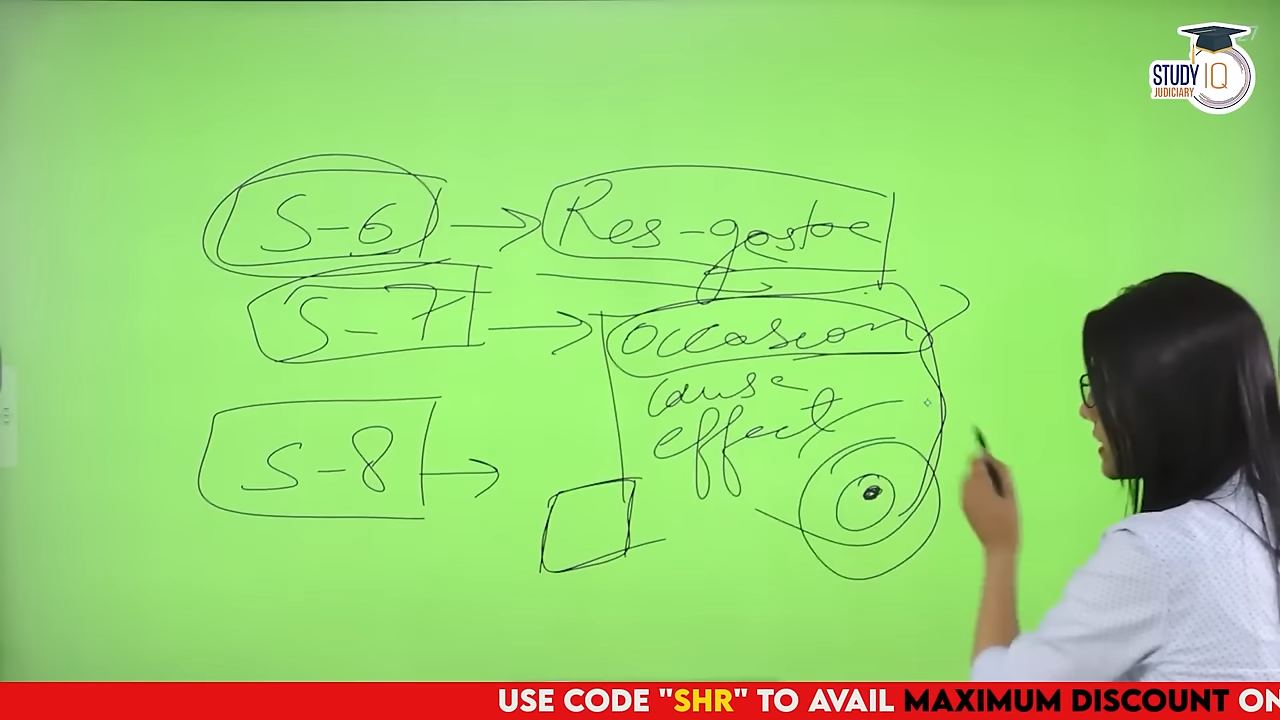 STUDY IQ
JUDICIARY
S-6 → Res-gestae
S-7 → Occasion
cause
effect
S-8 →
USE CODE "SHR" TO AVAIL MAXIMUM DISCOUNT ON